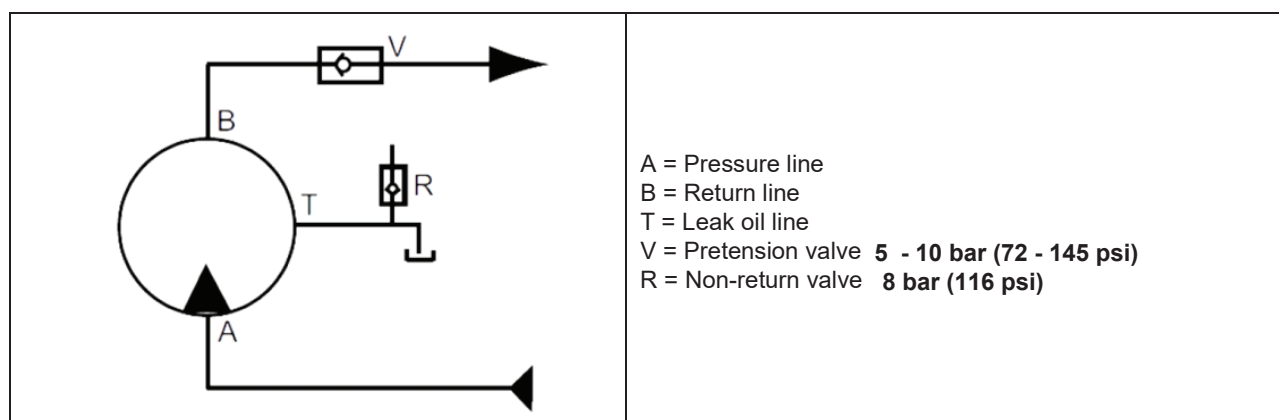 V
B
T
R
A
A = Pressure line
B = Return line
T = Leak oil line
V = Pretension valve 5 - 10 bar (72 - 145 psi)
R = Non-return valve 8 bar (116 psi)